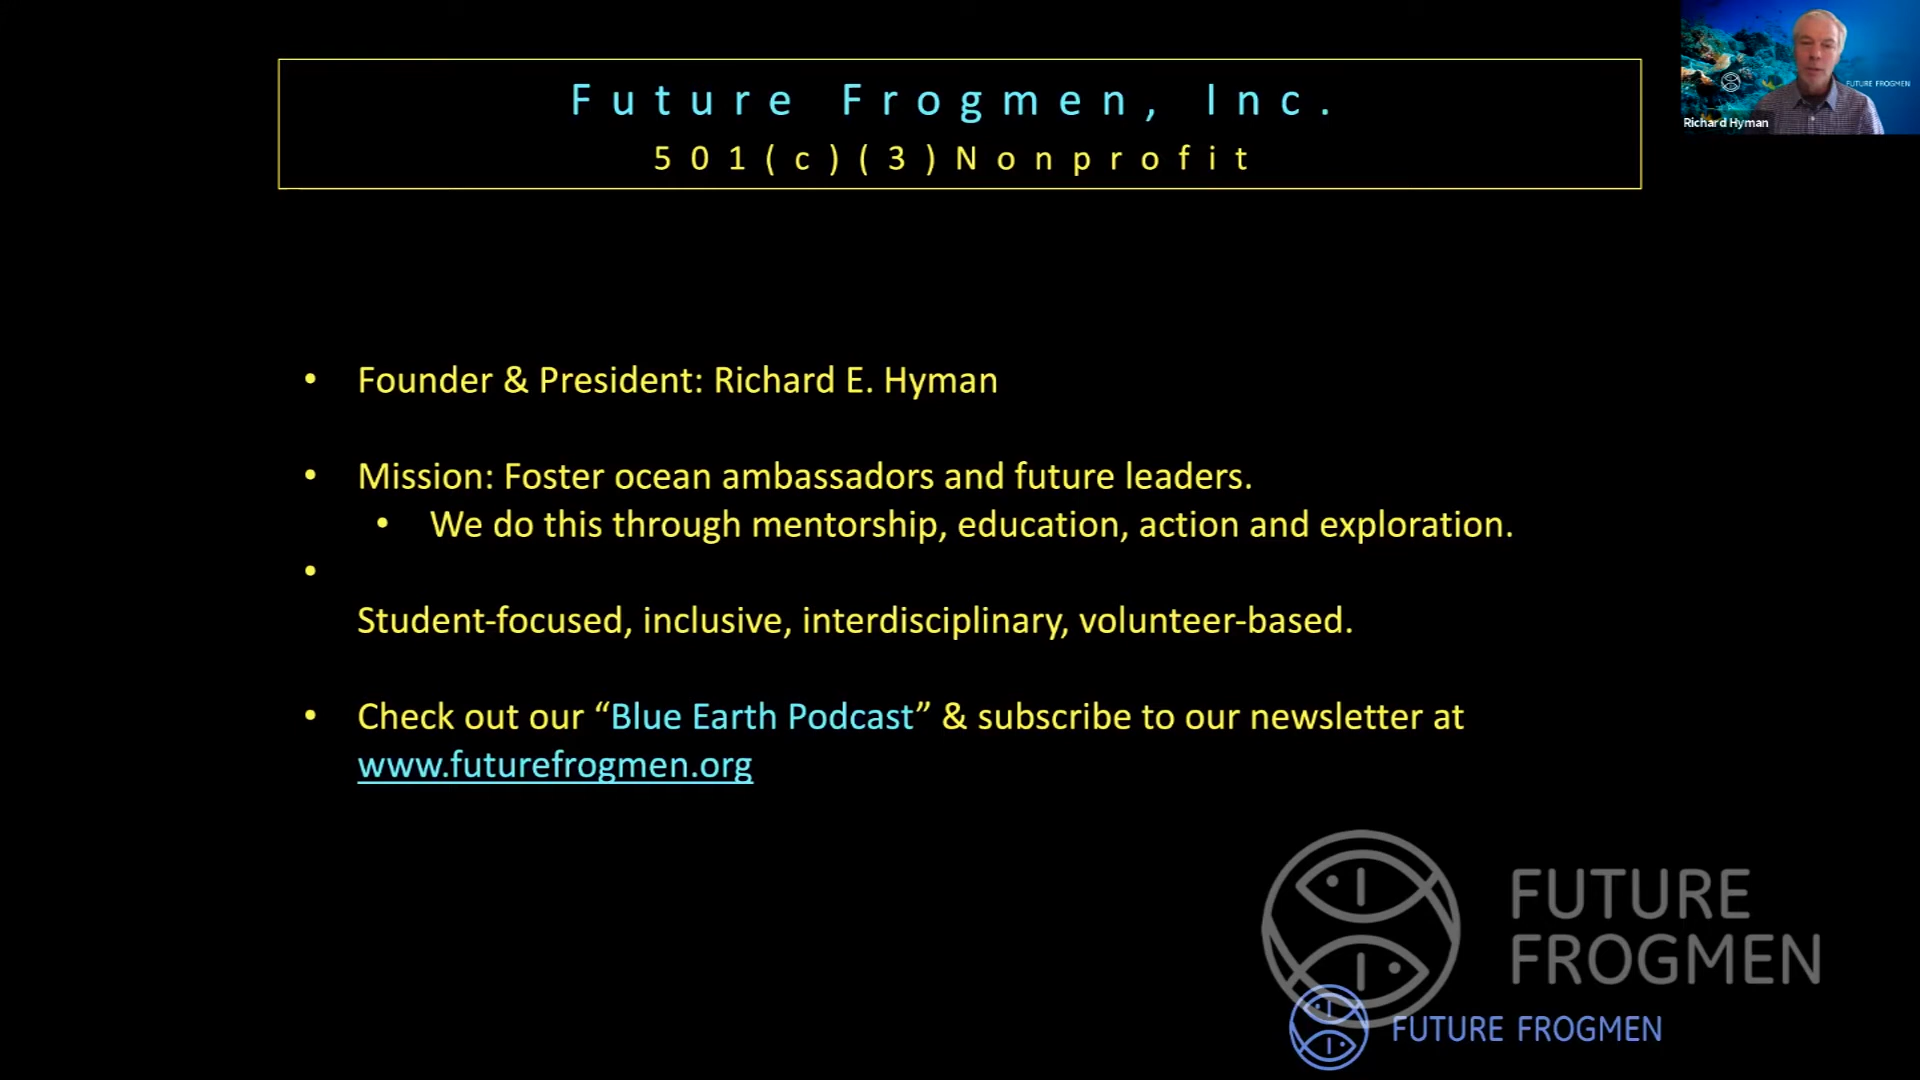 Future Frogmen, Inc.
501(c)(3)Nonprofit
FUTURE FROGMEN
Richard Hyman
• Founder & President: Richard E. Hyman
• Mission: Foster ocean ambassadors and future leaders.
• We do this through mentorship, education, action and exploration.
•
Student-focused, inclusive, interdisciplinary, volunteer-based.
• Check out our “Blue Earth Podcast” & subscribe to our newsletter at
www.futurefrogmen.org
FUTURE
FROGMEN
FUTURE FROGMEN